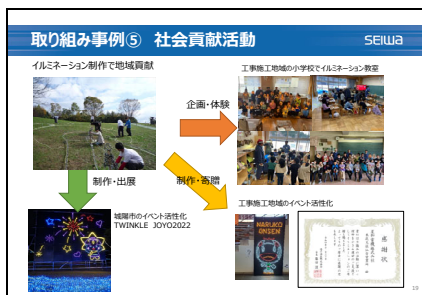 取り組み事例⑤ 社会貢献活動
SEIWA
イルミネーション制作で地域貢献
工事施工地域の小学校でイルミネーション教室
企画・体験
制作・出展
制作・寄贈
城陽市のイベント活性化
TWINKLE JOYO2022
工事施工地域のイベント活性化
NARUKO
ONSEN
感謝状
19